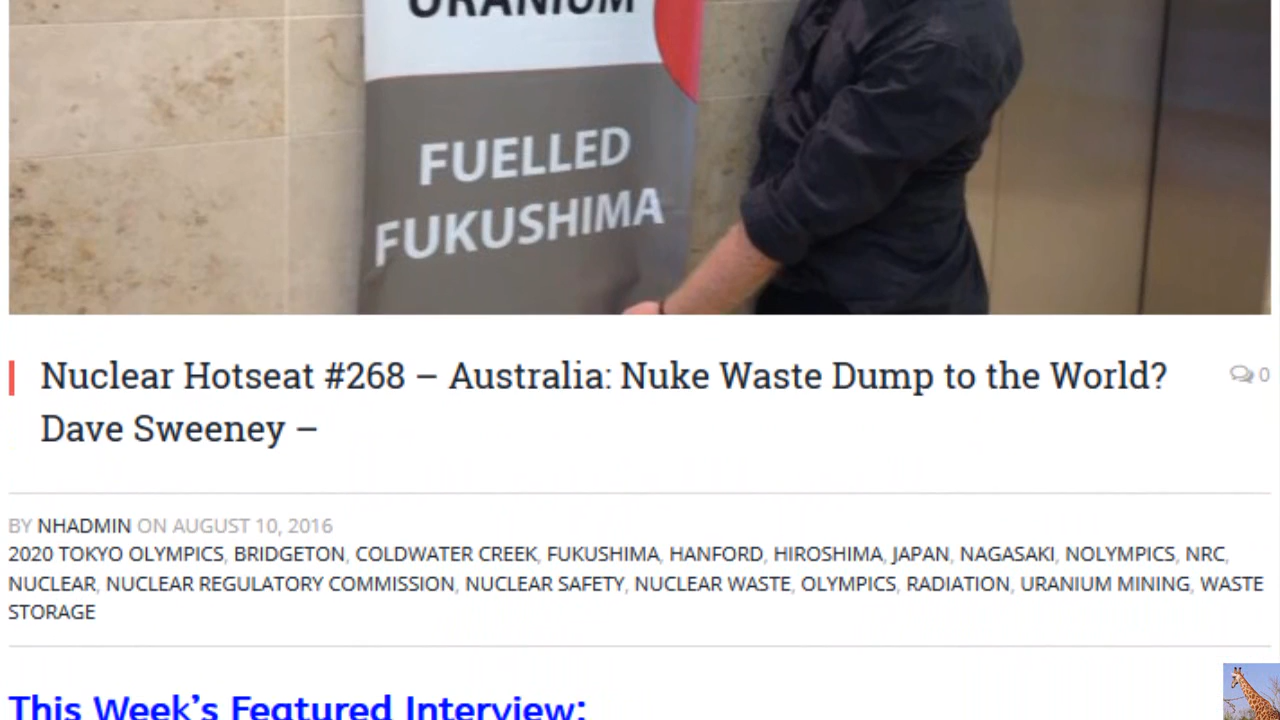 URANIUM
FUELLED
FUKUSHIMA
Nuclear Hotseat #268 – Australia: Nuke Waste Dump to the World?
0
Dave Sweeney –
BY NHADMIN ON AUGUST 10, 2016
2020 TOKYO OLYMPICS, BRIDGETON, COLDWATER CREEK, FUKUSHIMA, HANFORD, HIROSHIMA, JAPAN, NAGASAKI, NOLYMPICS, NRC,
NUCLEAR, NUCLEAR REGULATORY COMMISSION, NUCLEAR SAFETY, NUCLEAR WASTE, OLYMPICS, RADIATION, URANIUM MINING, WASTE
STORAGE
This Week's Featured Interview: